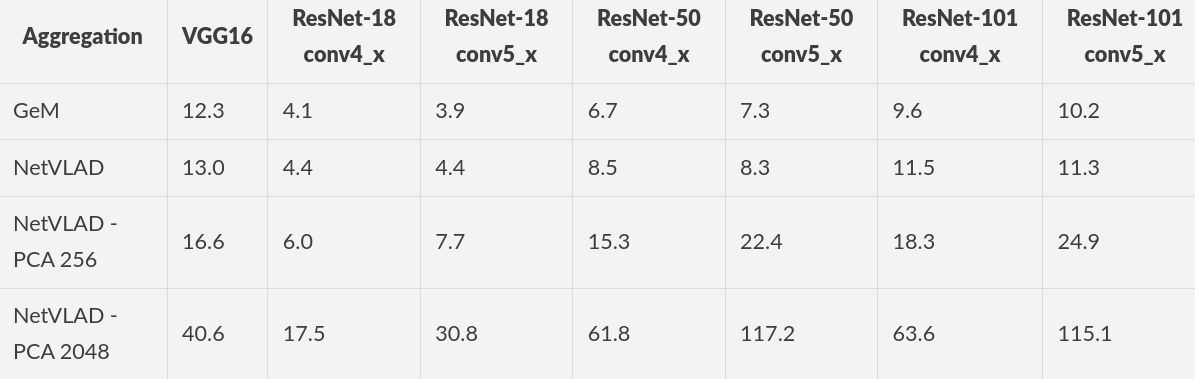 Aggregation VGG16 ResNet-18 conv4_x ResNet-18 conv5_x ResNet-50 conv4_x ResNet-50 conv5_x ResNet-101 conv4_x ResNet-101 conv5_x
GeM 12.3 4.1 3.9 6.7 7.3 9.6 10.2
NetVLAD 13.0 4.4 4.4 8.5 8.3 11.5 11.3
NetVLAD - PCA 256 16.6 6.0 7.7 15.3 22.4 18.3 24.9
NetVLAD - PCA 2048 40.6 17.5 30.8 61.8 117.2 63.6 115.1